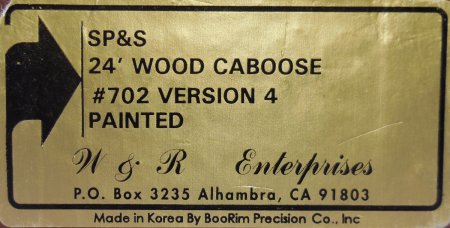 SP&S
24' WOOD CABOOSE
#702 VERSION 4
PAINTED
W & R Enterprises
P.O. Box 3235 Alhambra, CA 91803
Made in Korea By BooRim Precision Co., Inc